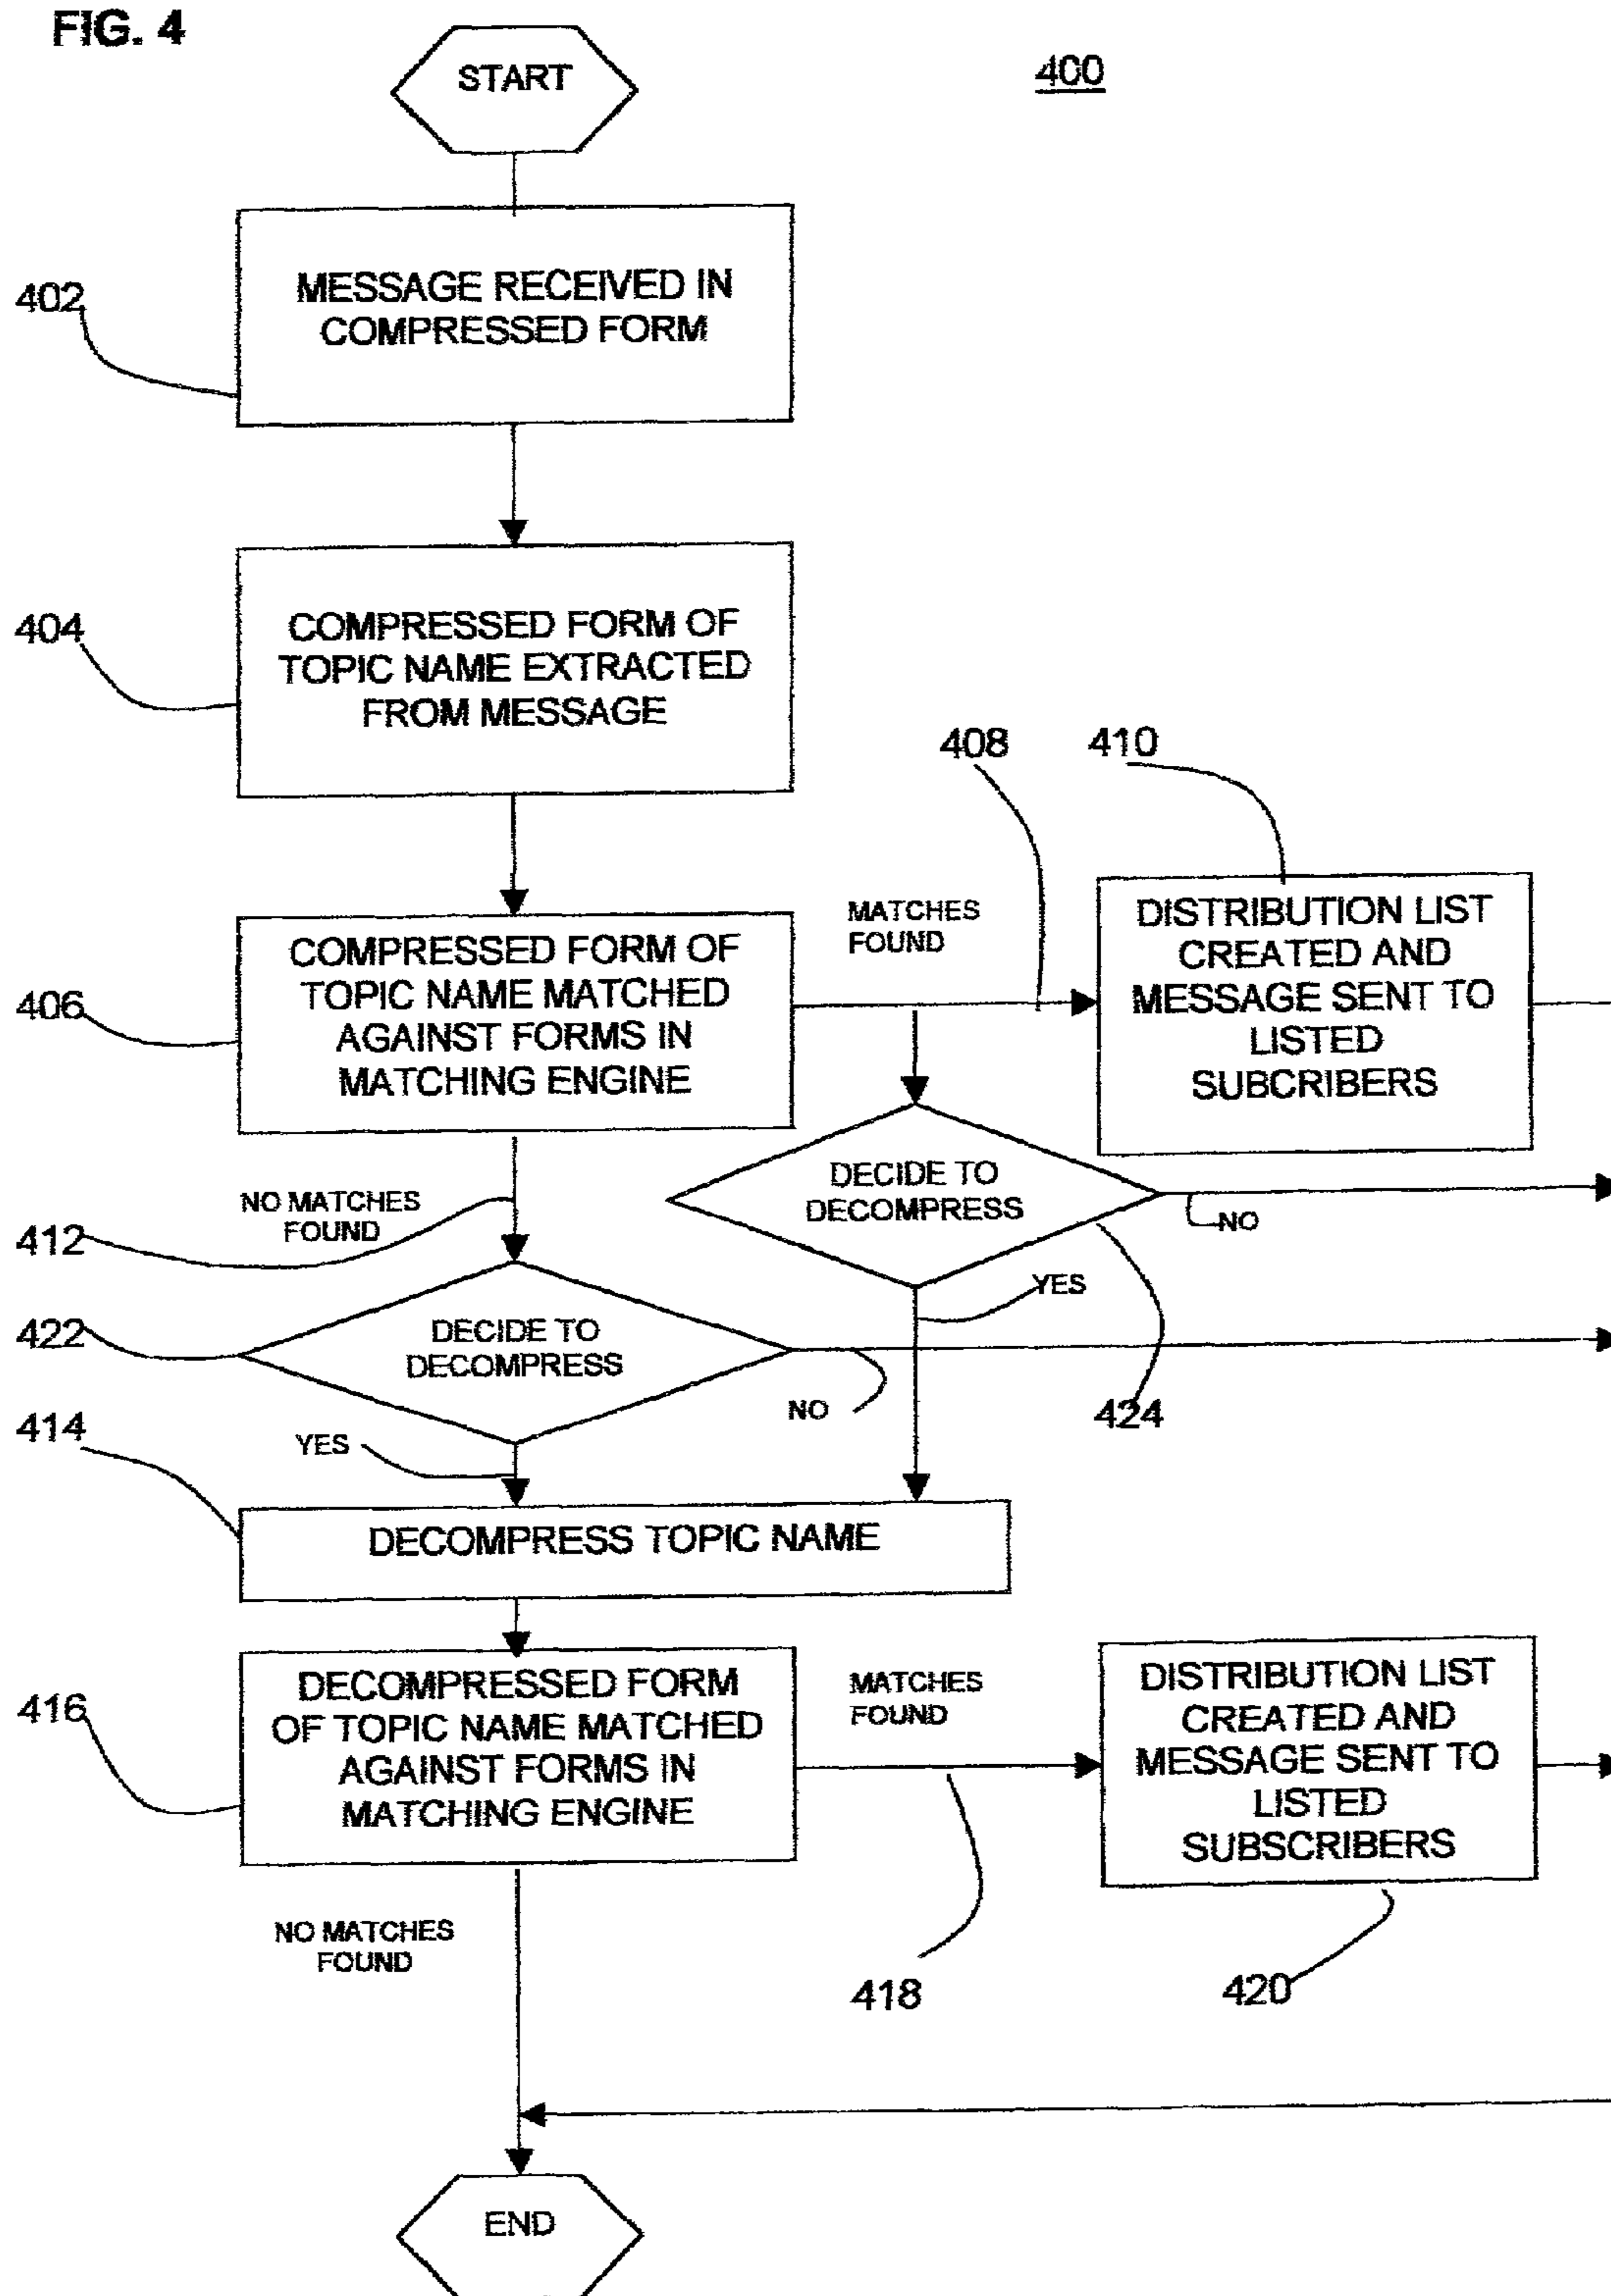 FIG. 4
START
400
402
MESSAGE RECEIVED IN
COMPRESSED FORM
404
COMPRESSED FORM OF
TOPIC NAME EXTRACTED
FROM MESSAGE
408
410
406
COMPRESSED FORM OF
TOPIC NAME MATCHED
AGAINST FORMS IN
MATCHING ENGINE
MATCHES
FOUND
DISTRIBUTION LIST
CREATED AND
MESSAGE SENT TO
LISTED
SUBCRIBERS
NO MATCHES
FOUND
412
DECIDE TO
DECOMPRESS
NO
YES
424
422
DECIDE TO
DECOMPRESS
NO
YES
414
DECOMPRESS TOPIC NAME
416
DECOMPRESSED FORM
OF TOPIC NAME MATCHED
AGAINST FORMS IN
MATCHING ENGINE
MATCHES
FOUND
DISTRIBUTION LIST
CREATED AND
MESSAGE SENT TO
LISTED
SUBSCRIBERS
NO MATCHES
FOUND
418
420
END